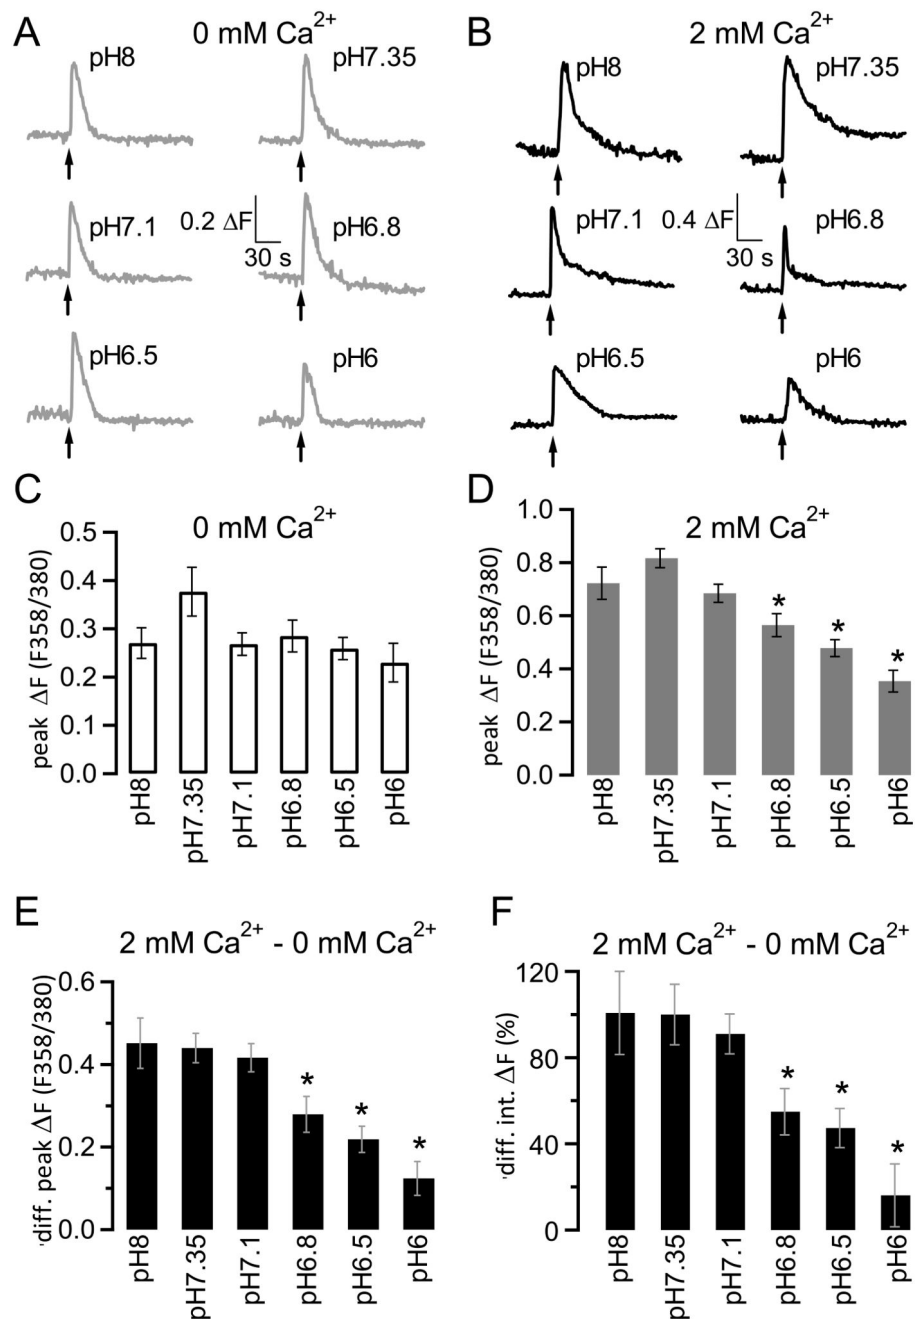 A 0 mM Ca²⁺
pH8 pH7.35
pH7.1 0.2 ΔF 30 s pH6.8
pH6.5 pH6
B 2 mM Ca²⁺
pH8 pH7.35
pH7.1 0.4 ΔF 30 s pH6.8
pH6.5 pH6
C
0 mM Ca²⁺
peak ΔF (F358/380)
0.5
0.4
0.3
0.2
0.1
0.0
pH8 pH7.35 pH7.1 pH6.8 pH6.5 pH6
D
2 mM Ca²⁺
peak ΔF (F358/380)
1.0
0.8
0.6
0.4
0.2
0.0
* * *
pH8 pH7.35 pH7.1 pH6.8 pH6.5 pH6
E
2 mM Ca²⁺ - 0 mM Ca²⁺
diff. peak ΔF (F358/380)
0.6
0.4
0.2
0.0
* * *
pH8 pH7.35 pH7.1 pH6.8 pH6.5 pH6
F
2 mM Ca²⁺ - 0 mM Ca²⁺
diff. int. ΔF (%)
120
80
40
0
* * *
pH8 pH7.35 pH7.1 pH6.8 pH6.5 pH6